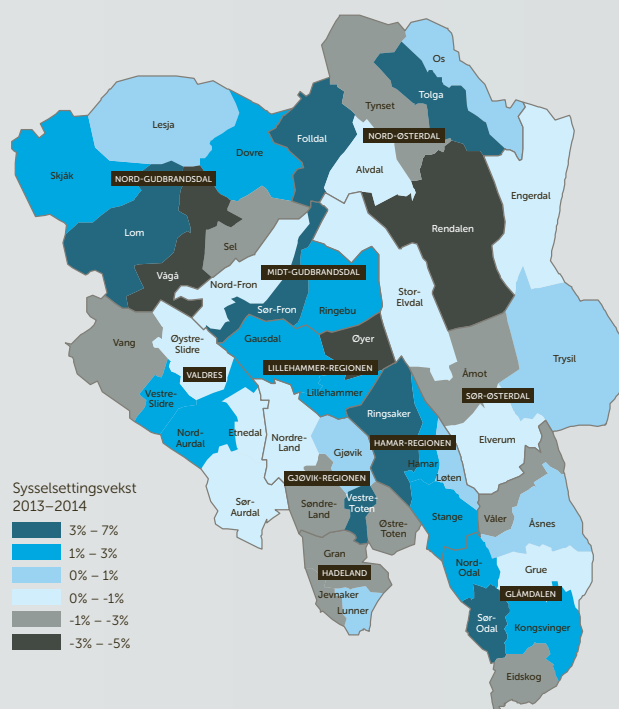 Os
Tolga
Tynset
Lesja
Folldal
NORD-ØSTERDAL
Dovre
Alvdal
Skjåk
NORD-GUDBRANDSDAL
Engerdal
Lom
Rendalen
Sel
Vågå
MIDT-GUDBRANDSDAL
Nord-Fron
Stor-
Elvdal
Sør-Fron
Ringebu
Vang
Øystre-
Slidre
Gausdal
Øyer
Trysil
VALDRES
LILLEHAMMER-REGIONEN
Åmot
Vestre-
Slidre
Lillehammer
SØR-ØSTERDAL
Ringsaker
Nord-
Aurdal
Etnedal
Nordre-
Land
Elverum
HAMAR-REGIONEN
Gjøvik
Hamar
Løten
GJØVIK-REGIONEN
Sør-
Aurdal
Søndre-
Land
Vestre-
Toten
Østre-
Toten
Stange
Våler
Åsnes
Gran
HADELAND
Nord-
Odal
Grue
GLÅMDALEN
Jevnaker
Lunner
Sør-
Odal
Kongsvinger
Eidskog
Sysselsettingsvekst
2013–2014
3% – 7%
1% – 3%
0% – 1%
0% – -1%
-1% – -3%
-3% – -5%